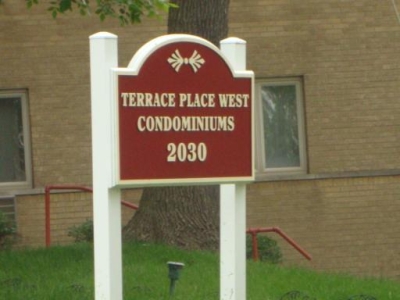 TERRACE PLACE WEST
CONDOMINIUMS
2030